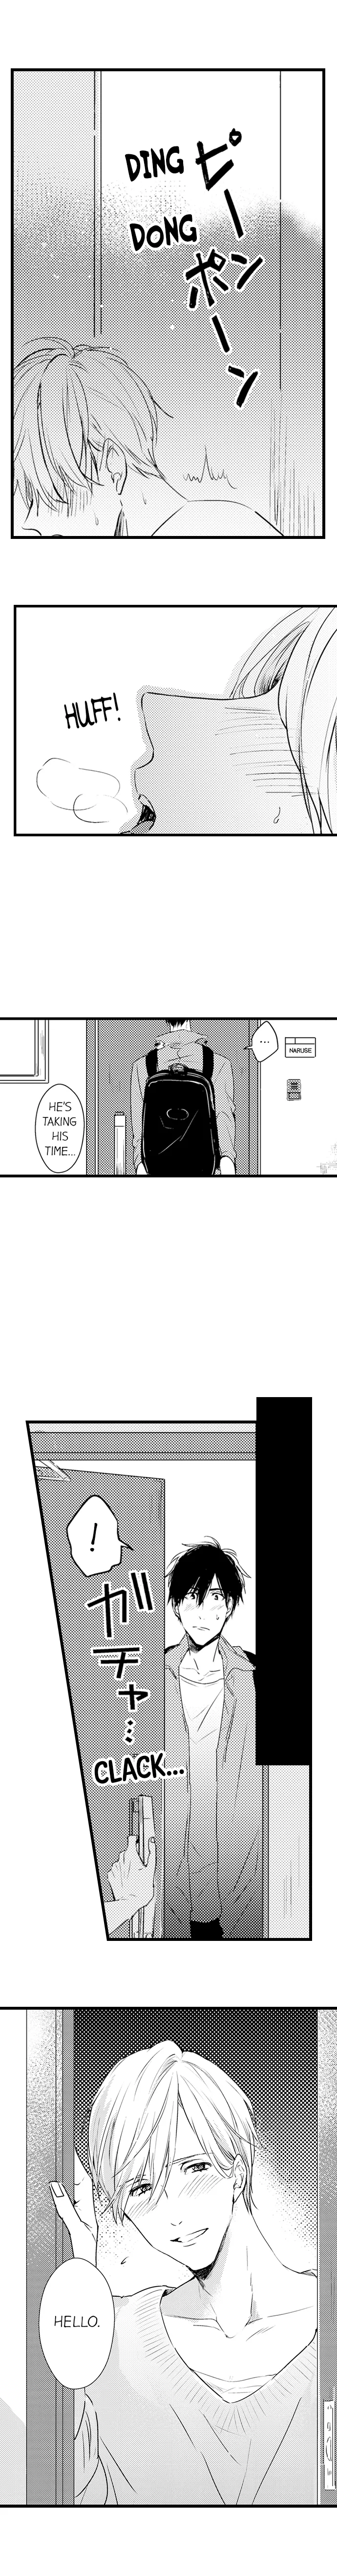 DING
DONG
ピーンポーン
HUFF!
...
NARUSE
HE'S
TAKING
HIS
TIME...
!
ガチャ...
CLACK...
HELLO.